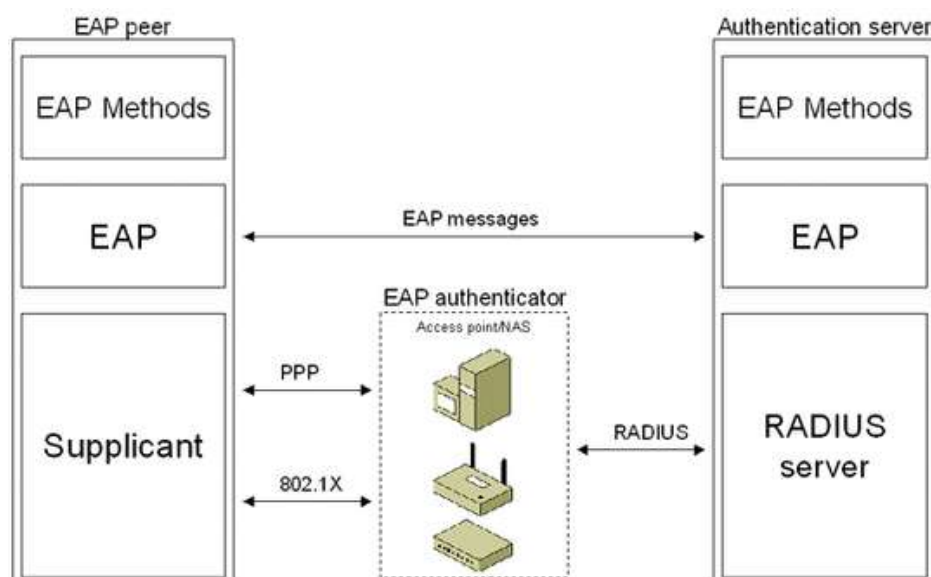 EAP peer
Authentication server
EAP Methods
EAP Methods
EAP
EAP messages
EAP
EAP authenticator
Access point/NAS
PPP
Supplicant
RADIUS
RADIUS
server
802.1X